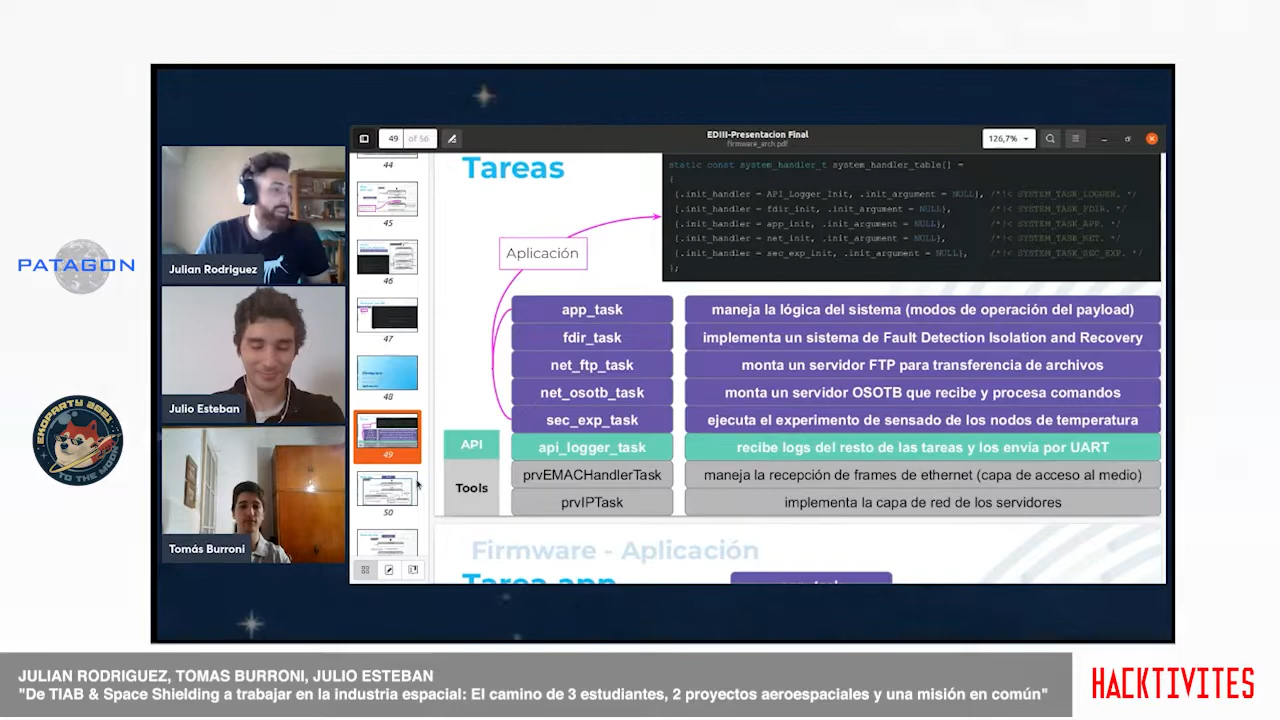 49 of 56
EDIII-Presentacion Final
firmware_arch.pdf
126,7%
44
45
46
47
48
49
50
Tareas
Aplicación
static const system_handler_t system_handler_table[] =
{
{.init_handler = API_Logger_Init, .init_argument = NULL}, /*!< SYSTEM_TASK_LOGGER. */
{.init_handler = fdir_init, .init_argument = NULL}, /*!< SYSTEM_TASK_FDIR. */
{.init_handler = app_init, .init_argument = NULL}, /*!< SYSTEM_TASK_APP. */
{.init_handler = net_init, .init_argument = NULL}, /*!< SYSTEM_TASK_NET. */
{.init_handler = sec_exp_init, .init_argument = NULL}, /*!< SYSTEM_TASK_SEC_EXP. */
};
app_task maneja la lógica del sistema (modos de operación del payload)
fdir_task implementa un sistema de Fault Detection Isolation and Recovery
net_ftp_task monta un servidor FTP para transferencia de archivos
net_osotb_task monta un servidor OSOTB que recibe y procesa comandos
sec_exp_task ejecuta el experimento de sensado de los nodos de temperatura
API api_logger_task recibe logs del resto de las tareas y los envía por UART
Tools prvEMACHandlerTask maneja la recepción de frames de ethernet (capa de acceso al medio)
prvIPTask implementa la capa de red de los servidores
Firmware - Aplicación
Tarea app
Julian Rodriguez
Julio Esteban
Tomás Burroni
PATAGON
EKOPARTY 2021
TO THE MOON
JULIAN RODRIGUEZ, TOMAS BURRONI, JULIO ESTEBAN
"De TIAB & Space Shielding a trabajar en la industria espacial: El camino de 3 estudiantes, 2 proyectos aeroespaciales y una misión en común"
HACKTIVITES